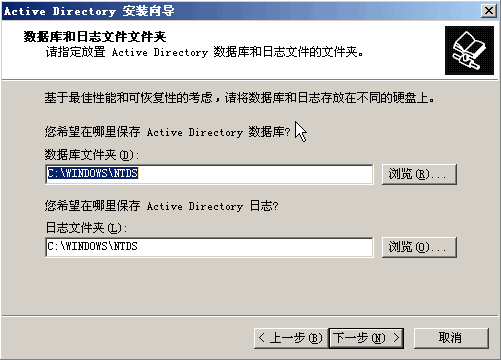 Active Directory 安装向导
数据库和日志文件文件夹
请指定放置 Active Directory 数据库和日志文件的文件夹。
基于最佳性能和可恢复性的考虑，请将数据库和日志存放在不同的硬盘上。
您希望在哪里保存 Active Directory 数据库?
数据库文件夹(D):
C:\WINDOWS\NTDS 浏览(R)...
您希望在哪里保存 Active Directory 日志?
日志文件夹(L):
C:\WINDOWS\NTDS 浏览(O)...
< 上一步(B) 下一步(N) > 取消